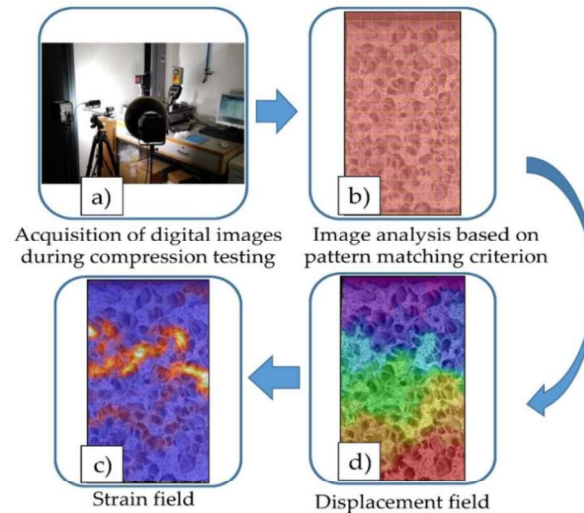 a)
b)
Acquisition of digital images
during compression testing
Image analysis based on
pattern matching criterion
c)
d)
Strain field
Displacement field